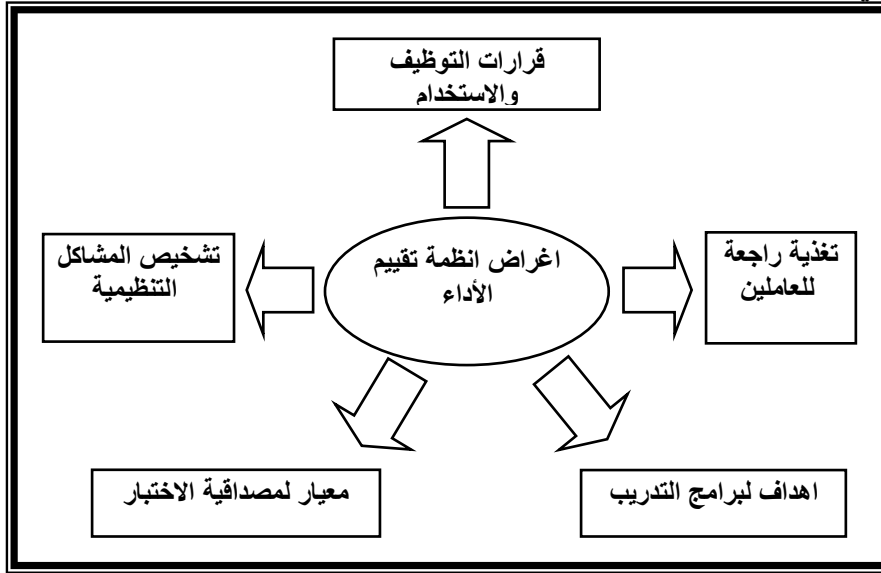 قرارات التوظيف
والاستخدام
اغراض انظمة تقييم
الأداء
تغذية راجعة
للعاملين
تشخيص المشاكل
التنظيمية
اهداف لبرامج التدريب
معيار لمصداقية الاختبار